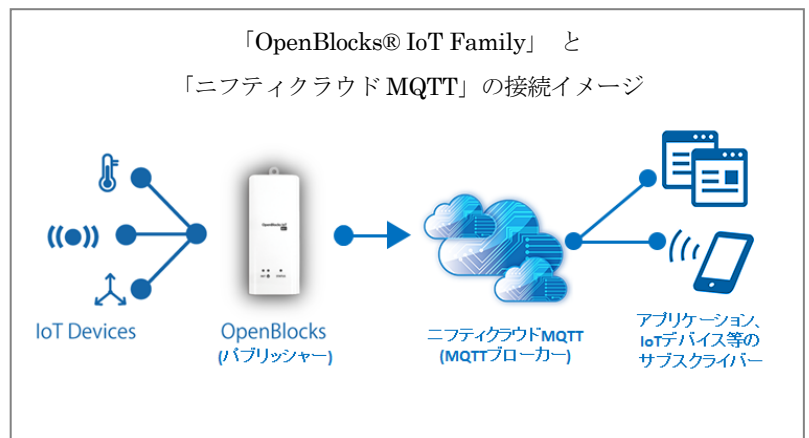 「OpenBlocks® IoT Family」 と
「ニフティクラウド MQTT」の接続イメージ
OpenBlocks IoT
IoT Devices
OpenBlocks
(パブリッシャー)
ニフティクラウドMQTT
(MQTTブローカー)
アプリケーション、
IoTデバイス等の
サブスクライバー